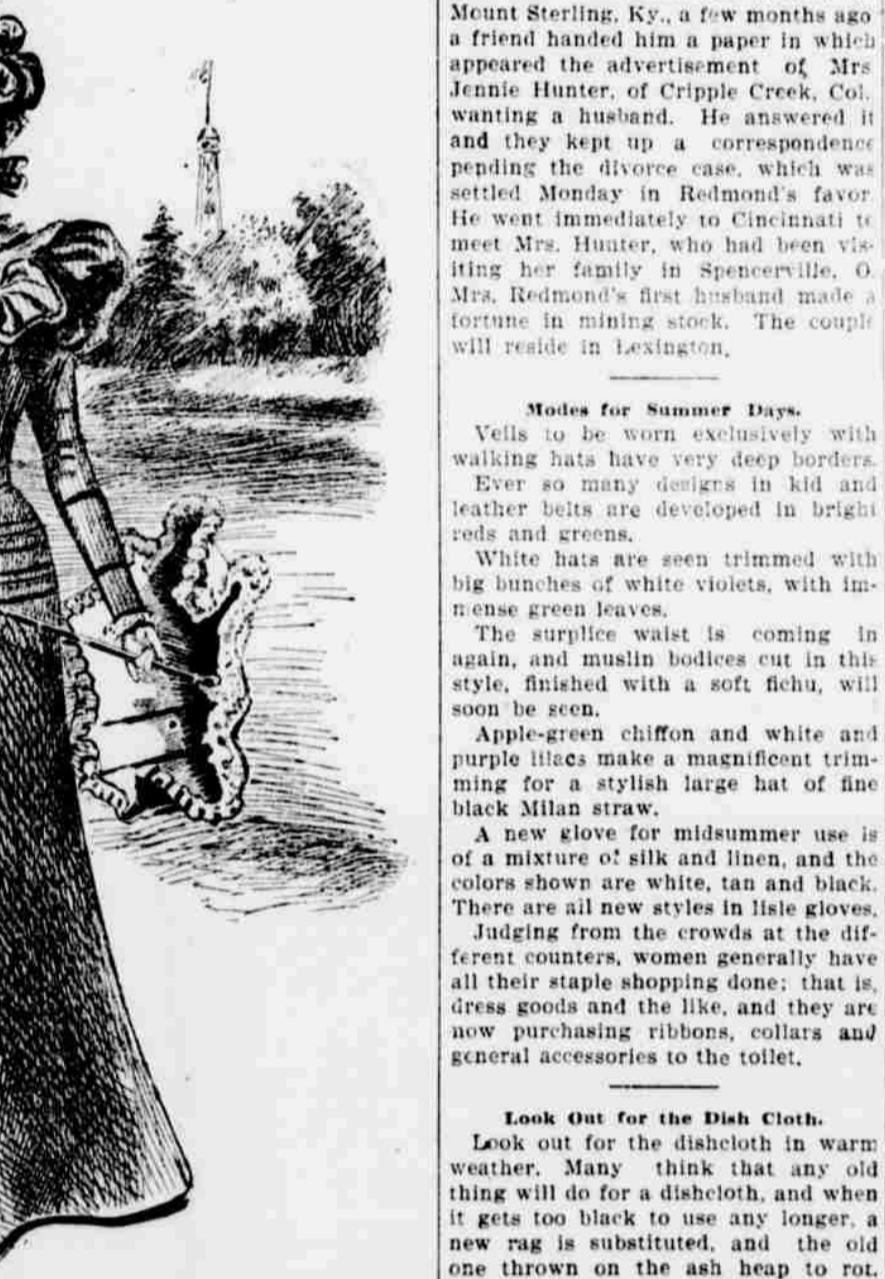 Mount Sterling, Ky., a few months ago
a friend handed him a paper in which
appeared the advertisement of Mrs
Jennie Hunter, of Cripple Creek, Col.
wanting a husband. He answered it
and they kept up a correspondence
pending the divorce case, which was
settled Monday in Redmond's favor.
He went immediately to Cincinnati to
meet Mrs. Hunter, who had been vis-
iting her family in Spencerville, O.
Mrs. Redmond's first husband made a
fortune in mining stock. The couple
will reside in Lexington.
Modes for Summer Days.
Veils to be worn exclusively with
walking hats have very deep borders.
Ever so many designs in kid and
leather belts are developed in bright
reds and greens.
White hats are seen trimmed with
big bunches of white violets, with im-
mense green leaves.
The surplice waist is coming in
again, and muslin bodices cut in this
style, finished with a soft fichu, will
soon be seen.
Apple-green chiffon and white and
purple lilacs make a magnificent trim-
ming for a stylish large hat of fine
black Milan straw.
A new glove for midsummer use is
of a mixture of silk and linen, and the
colors shown are white, tan and black.
There are all new styles in lisle gloves.
Judging from the crowds at the dif-
ferent counters, women generally have
all their staple shopping done; that is,
dress goods and the like, and they are
now purchasing ribbons, collars and
general accessories to the toilet.
Look Out for the Dish Cloth.
Look out for the dishcloth in warm
weather. Many think that any old
thing will do for a dishcloth, and when
it gets too black to use any longer, a
new rag is substituted, and the old
one thrown on the ash heap to rot.